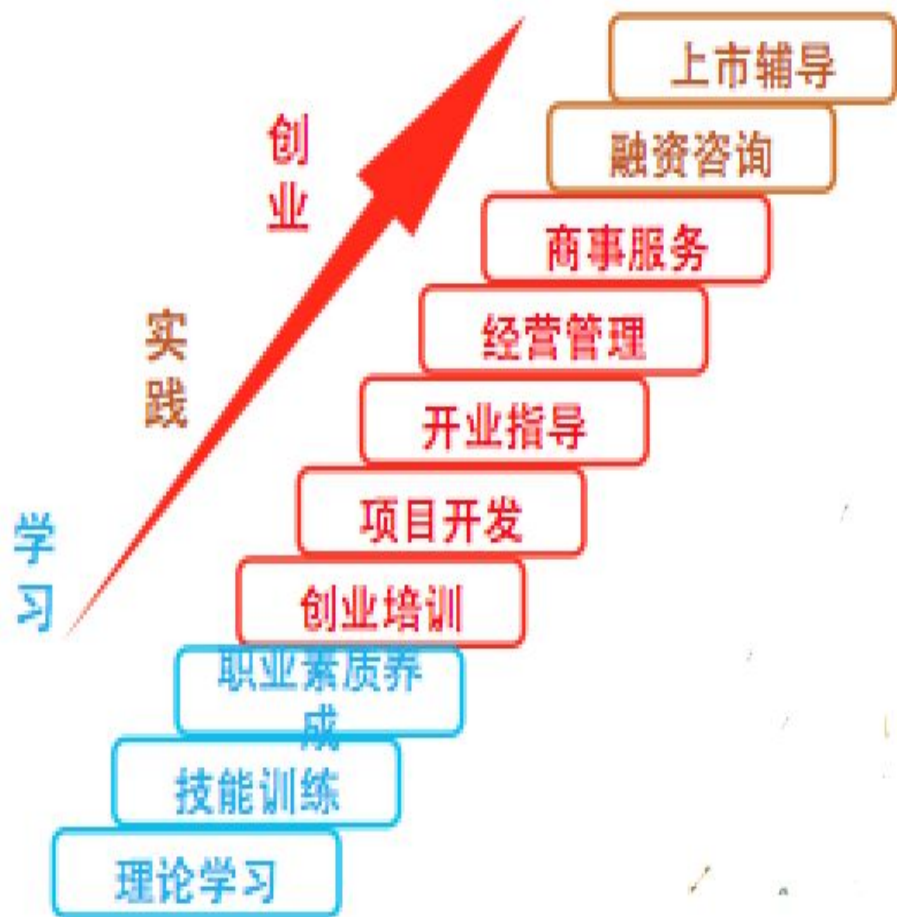 上市辅导
融资咨询
商事服务
经营管理
开业指导
项目开发
创业培训
职业素质养
成
技能训练
理论学习
创
业
实
践
学
习